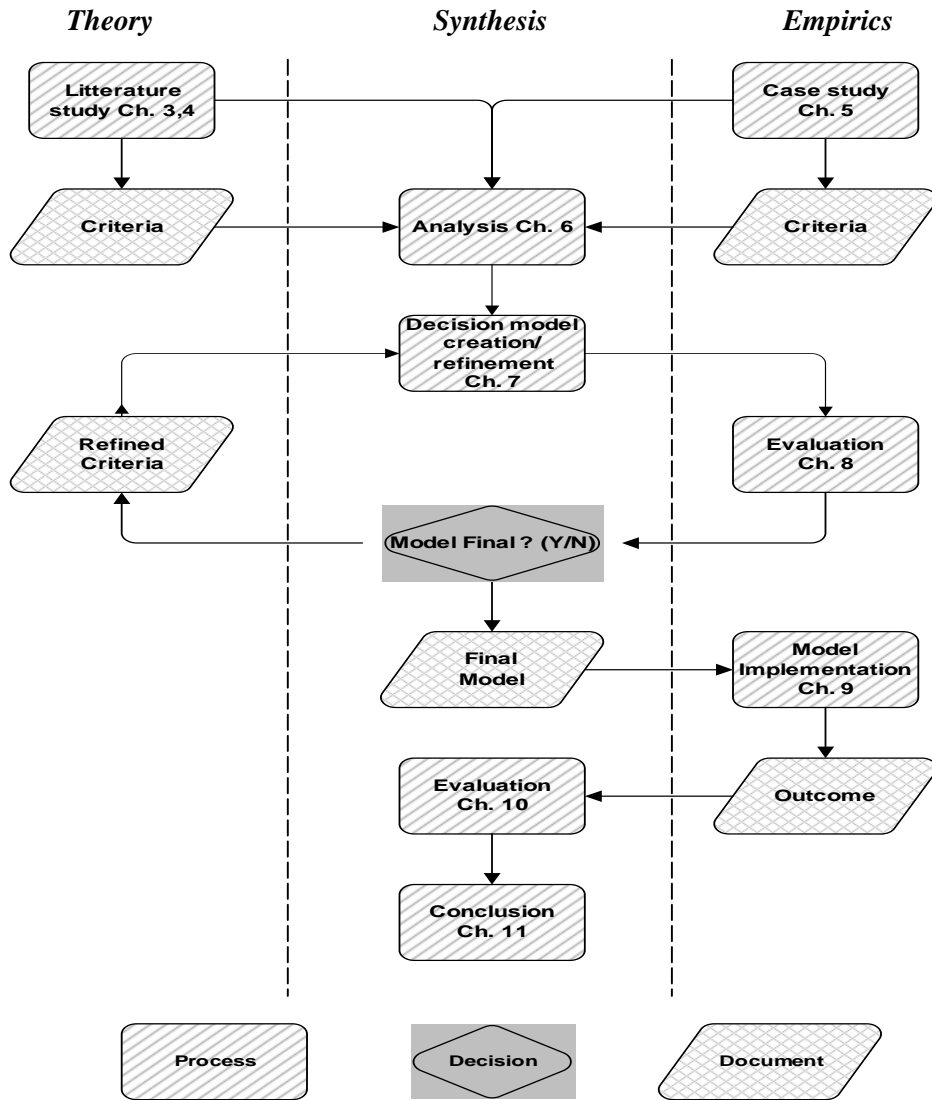 Theory
Synthesis
Empirics
Litterature
study Ch. 3,4
Case study
Ch. 5
Criteria
Analysis Ch. 6
Criteria
Decision model
creation/
refinement
Ch. 7
Refined
Criteria
Evaluation
Ch. 8
Model Final ? (Y/N)
Final
Model
Model
Implementation
Ch. 9
Evaluation
Ch. 10
Outcome
Conclusion
Ch. 11
Process
Decision
Document